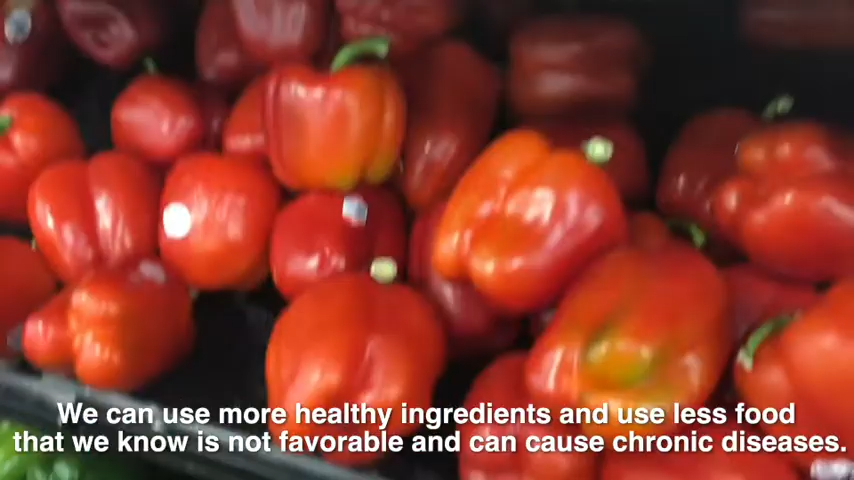 We can use more healthy ingredients and use less food
that we know is not favorable and can cause chronic diseases.